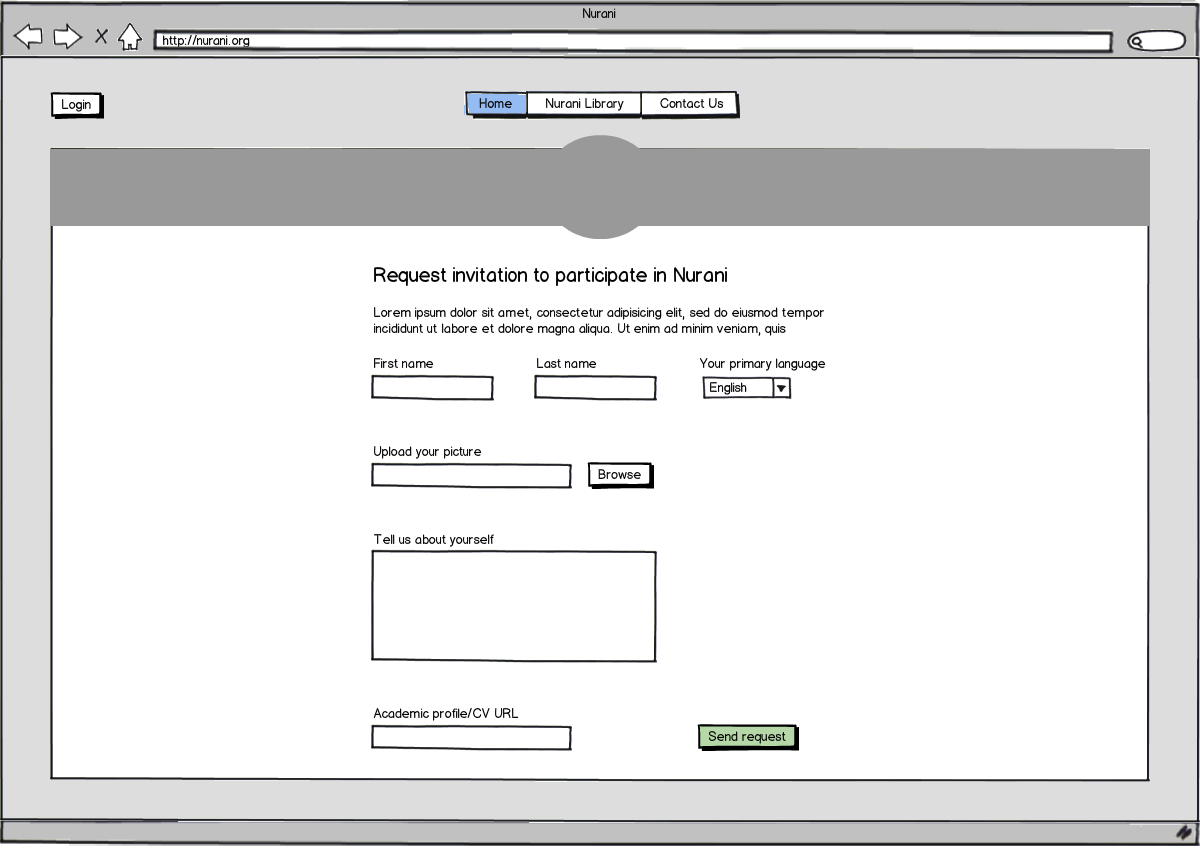 Nurani
http://nurani.org
Login
Home Nurani Library Contact Us
Request invitation to participate in Nurani
Lorem ipsum dolor sit amet, consectetur adipisicing elit, sed do eiusmod tempor
incididunt ut labore et dolore magna aliqua. Ut enim ad minim veniam, quis
First name Last name Your primary language
English
Upload your picture
Browse
Tell us about yourself
Academic profile/CV URL
Send request